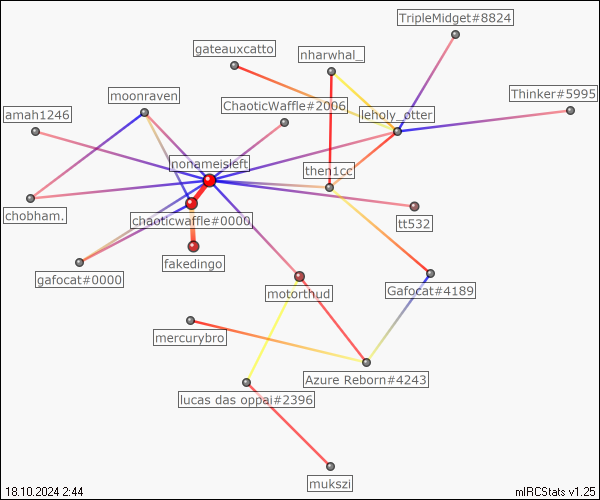 TripleMidget#8824
gateauxcatto
nharwhal_
Thinker#5995
moonraven
ChaoticWaffle#2006
amah1246
leholy_otter
nonameisleft
then1cc
chobham.
chaoticwaffle#0000
tt532
fakedingo
gafocat#0000
motorthud
Gafocat#4189
mercurybro
Azure Reborn#4243
lucas das oppai#2396
mukszi
18.10.2024 2:44
mIRCStats v1.25